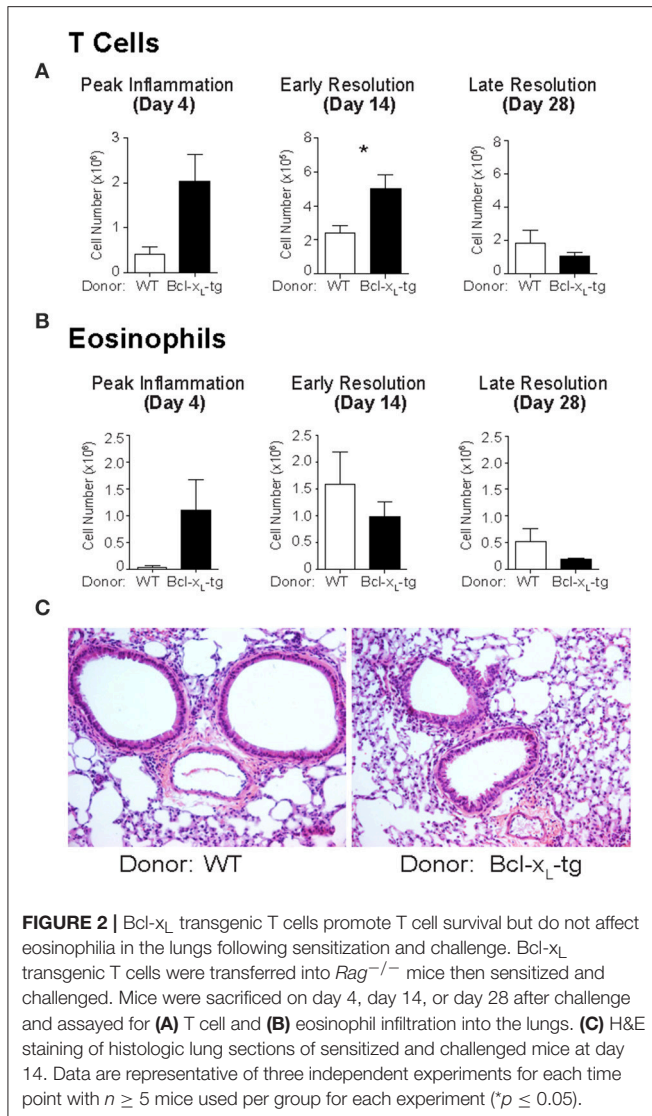 T Cells
A
Peak Inflammation Early Resolution Late Resolution
(Day 4) (Day 14) (Day 28)
Cell Number (x10⁶) 3 2 1 0
Cell Number (x10⁶) 8 6 4 2 0 *
Cell Number (x10⁶) 8 6 4 2 0
Donor: WT Bcl-xL-tg Donor: WT Bcl-xL-tg Donor: WT Bcl-xL-tg
B
Eosinophils
Peak Inflammation Early Resolution Late Resolution
(Day 4) (Day 14) (Day 28)
Cell Number (x10⁶) 2.5 2.0 1.5 1.0 0.5 0
Cell Number (x10⁶) 2.5 2.0 1.5 1.0 0.5 0
Cell Number (x10⁶) 2.5 2.0 1.5 1.0 0.5 0
Donor: WT Bcl-xL-tg Donor: WT Bcl-xL-tg Donor: WT Bcl-xL-tg
C
Donor: WT Donor: Bcl-xL-tg
FIGURE 2 | Bcl-xL transgenic T cells promote T cell survival but do not affect
eosinophilia in the lungs following sensitization and challenge. Bcl-xL
transgenic T cells were transferred into Rag−/− mice then sensitized and
challenged. Mice were sacrificed on day 4, day 14, or day 28 after challenge
and assayed for (A) T cell and (B) eosinophil infiltration into the lungs. (C) H&E
staining of histologic lung sections of sensitized and challenged mice at day
14. Data are representative of three independent experiments for each time
point with n ≥ 5 mice used per group for each experiment (*p ≤ 0.05).